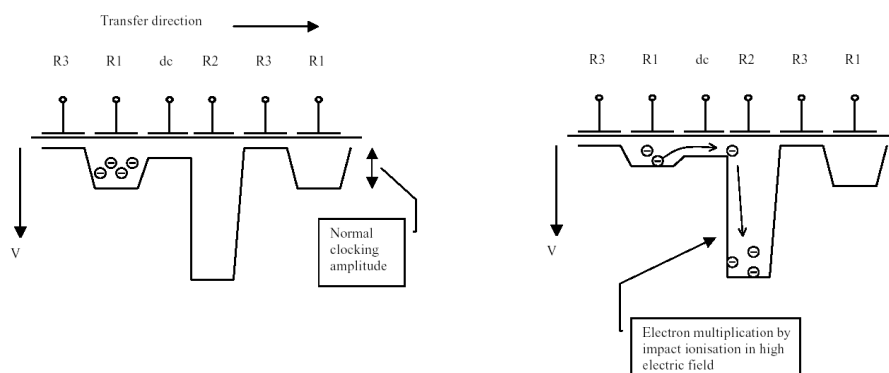 Transfer direction
R3 R1 dc R2 R3 R1
V
Normal
clocking
amplitude
R3 R1 dc R2 R3 R1
V
Electron multiplication by
impact ionisation in high
electric field